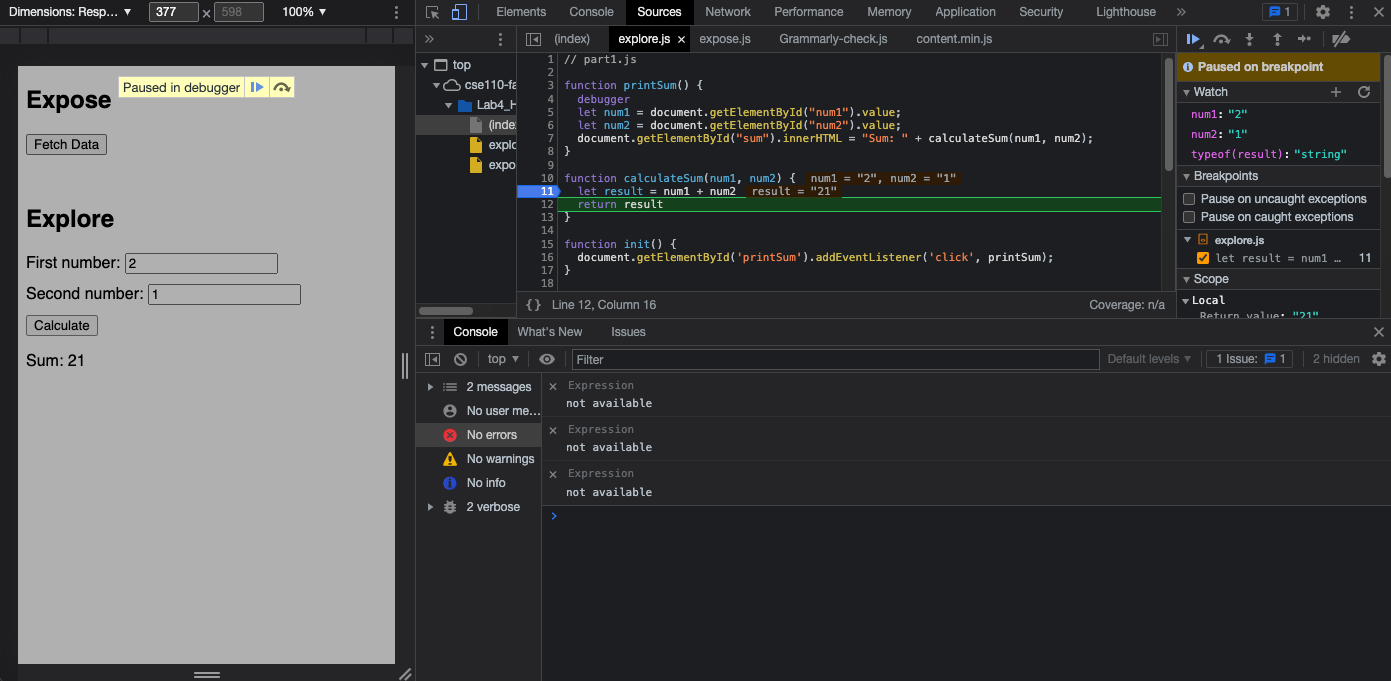 Dimensions: Resp... ▼ 377 × 598 100% ▼
Expose
Paused in debugger
Fetch Data
Explore
First number: 2
Second number: 1
Calculate
Sum: 21
Elements Console Sources Network Performance Memory Application Security Lighthouse » 1
(index) explore.js × expose.js Grammarly-check.js content.min.js
top
cse110-fa
Lab4_H
(index
explo
expo
1 // part1.js
2
3 function printSum() {
4 debugger
5 let num1 = document.getElementById("num1").value;
6 let num2 = document.getElementById("num2").value;
7 document.getElementById("sum").innerHTML = "Sum: " + calculateSum(num1, num2);
8 }
9
10 function calculateSum(num1, num2) { num1 = "2", num2 = "1"
11 let result = num1 + num2 result = "21"
12 return result
13 }
14
15 function init() {
16 document.getElementById('printSum').addEventListener('click', printSum);
17 }
18
{} Line 12, Column 16 Coverage: n/a
Paused on breakpoint
Watch
num1: "2"
num2: "1"
typeof(result): "string"
Breakpoints
Pause on uncaught exceptions
Pause on caught exceptions
explore.js
let result = num1 … 11
Scope
Local
Return value: "21"
Console What's New Issues
top ▼ Filter Default levels ▼ 1 Issue: 1 2 hidden
2 messages
No user me...
No errors
No warnings
No info
2 verbose
Expression
not available
Expression
not available
Expression
not available